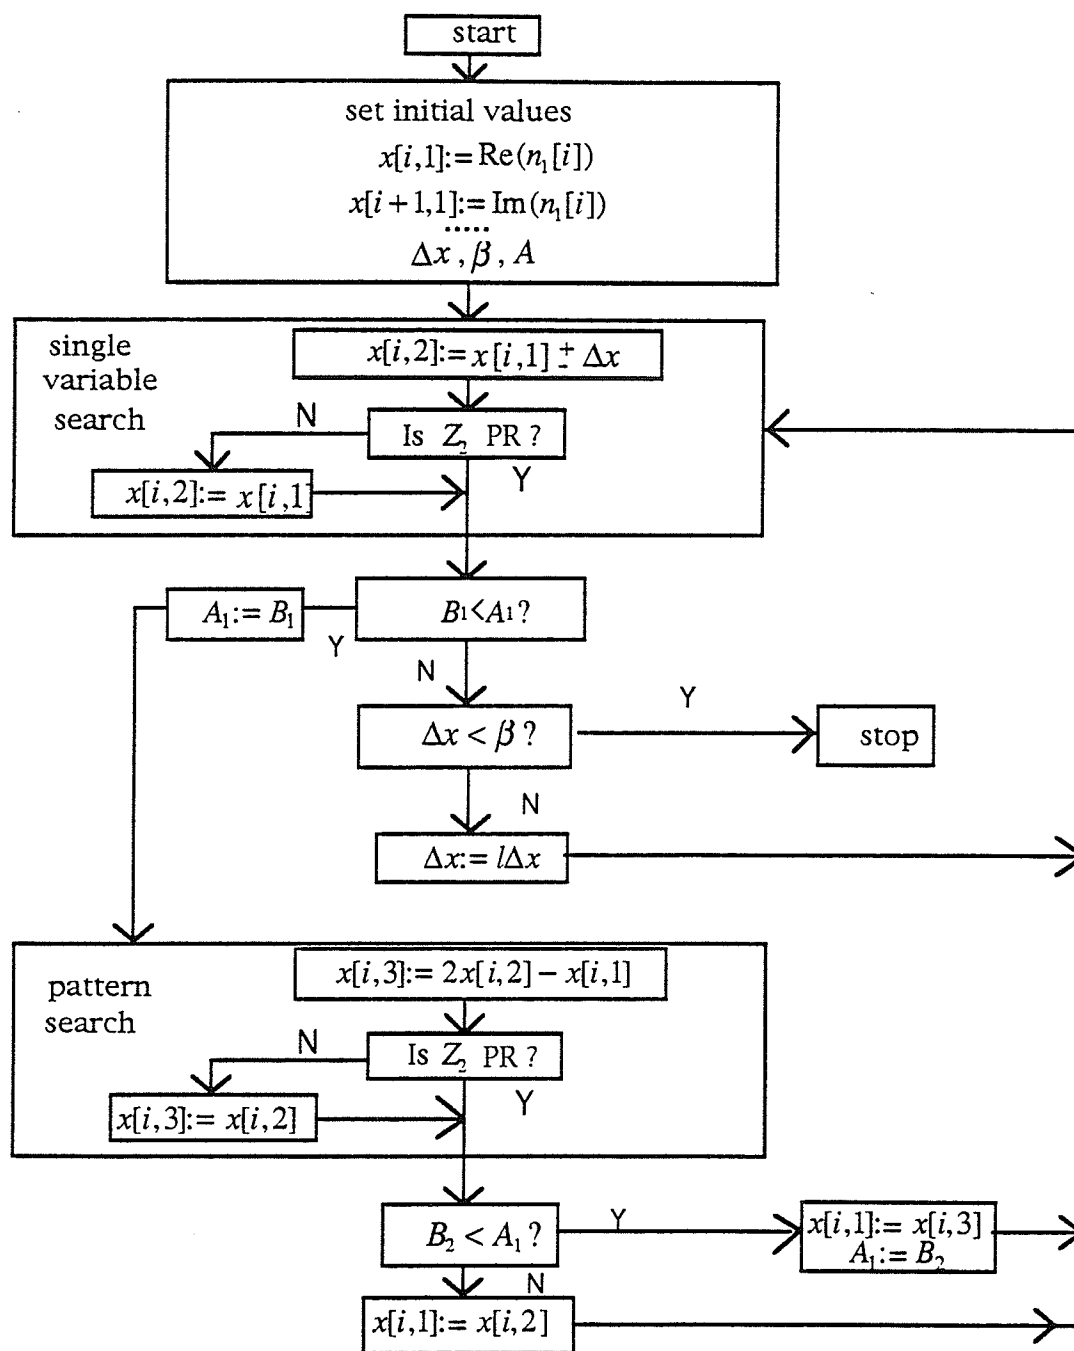 start
set initial values
x[i,1]:= Re(n₁[i])
x[i+1,1]:= Im(n₁[i])
.....
Δx, β, A
single
variable
search
x[i,2]:= x[i,1] ± Δx
N
Is Z₂ PR ?
Y
x[i,2]:= x[i,1]
A₁:= B₁
Y
B₁<A₁?
N
Δx < β ?
Y
stop
N
Δx:= lΔx
pattern
search
x[i,3]:= 2x[i,2] − x[i,1]
N
Is Z₂ PR ?
Y
x[i,3]:= x[i,2]
B₂ < A₁?
Y
x[i,1]:= x[i,3]
A₁:= B₂
N
x[i,1]:= x[i,2]